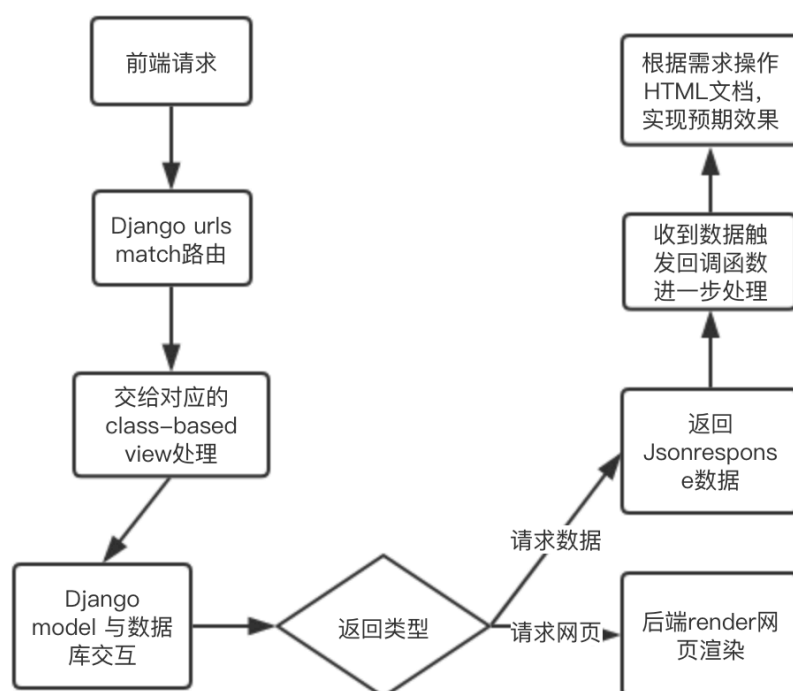 前端请求
Django urls
match路由
交给对应的
class-based
view处理
Django
model 与数据
库交互
返回类型
请求数据
请求网页
返回
Jsonrespons
e数据
收到数据触
发回调函数
进一步处理
根据需求操作
HTML文档，
实现预期效果
后端render网
页渲染